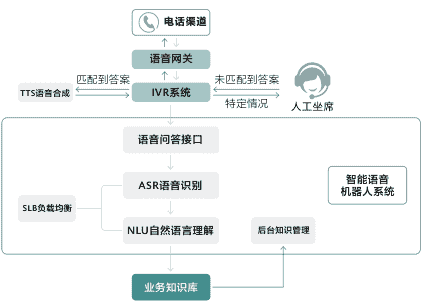 电话渠道
语音网关
匹配到答案
未匹配到答案
TTS语音合成
IVR系统
特定情况
人工坐席
语音问答接口
智能语音
机器人系统
ASR语音识别
SLB负载均衡
NLU自然语言理解
后台知识管理
业务知识库